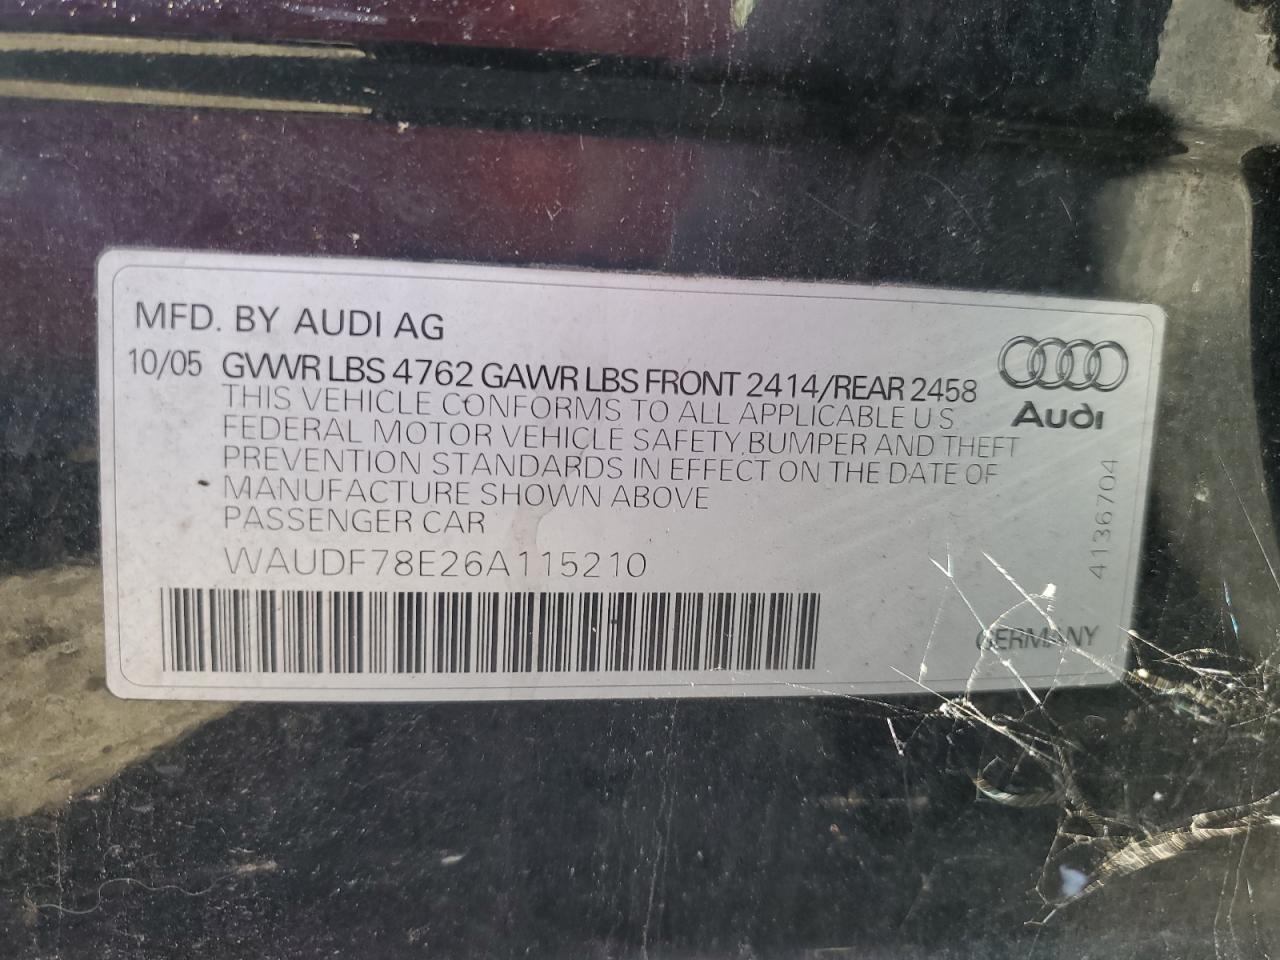 MFD. BY AUDI AG
10/05 GVWR LBS 4762 GAWR LBS FRONT 2414/REAR 2458
THIS VEHICLE CONFORMS TO ALL APPLICABLE U.S.
FEDERAL MOTOR VEHICLE SAFETY, BUMPER AND THEFT
PREVENTION STANDARDS IN EFFECT ON THE DATE OF
MANUFACTURE SHOWN ABOVE
PASSENGER CAR
WAUDF78E26A115210
Audi
41367704
GERMANY